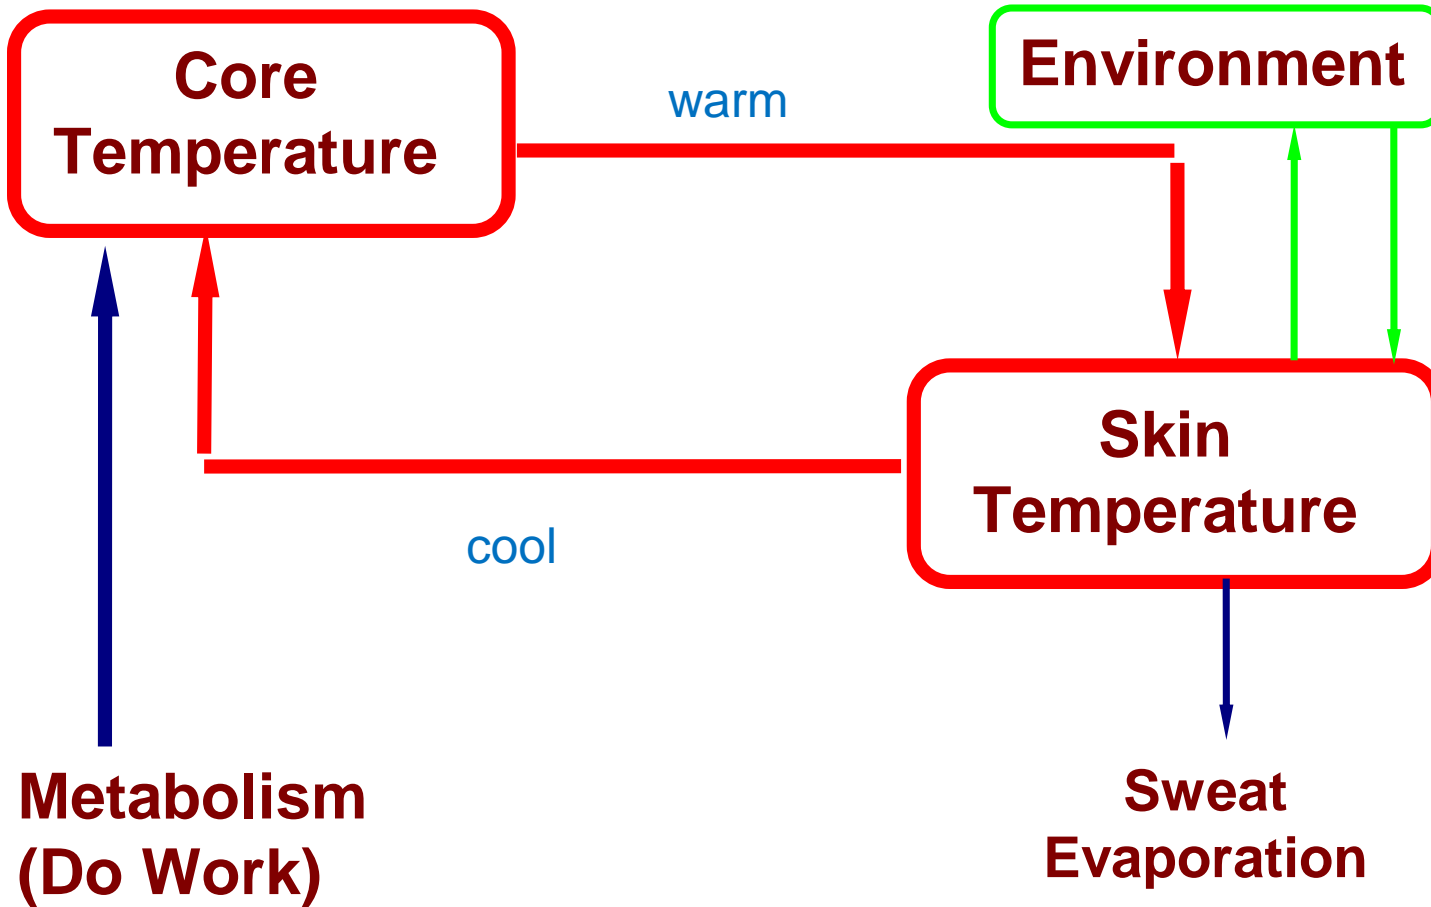 Core
Temperature
warm
Environment
Skin
Temperature
cool
Metabolism
(Do Work)
Sweat
Evaporation